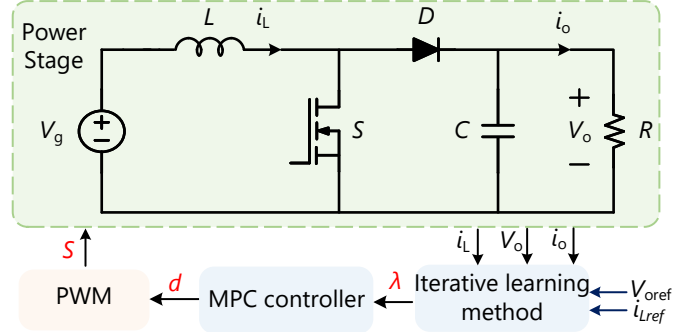 Power
Stage
L
iL
D
io
Vg
+
−
S
C
+
Vo
−
R
iL
Vo
io
S
PWM
d
MPC controller
λ
Iterative learning
method
Voref
iLref